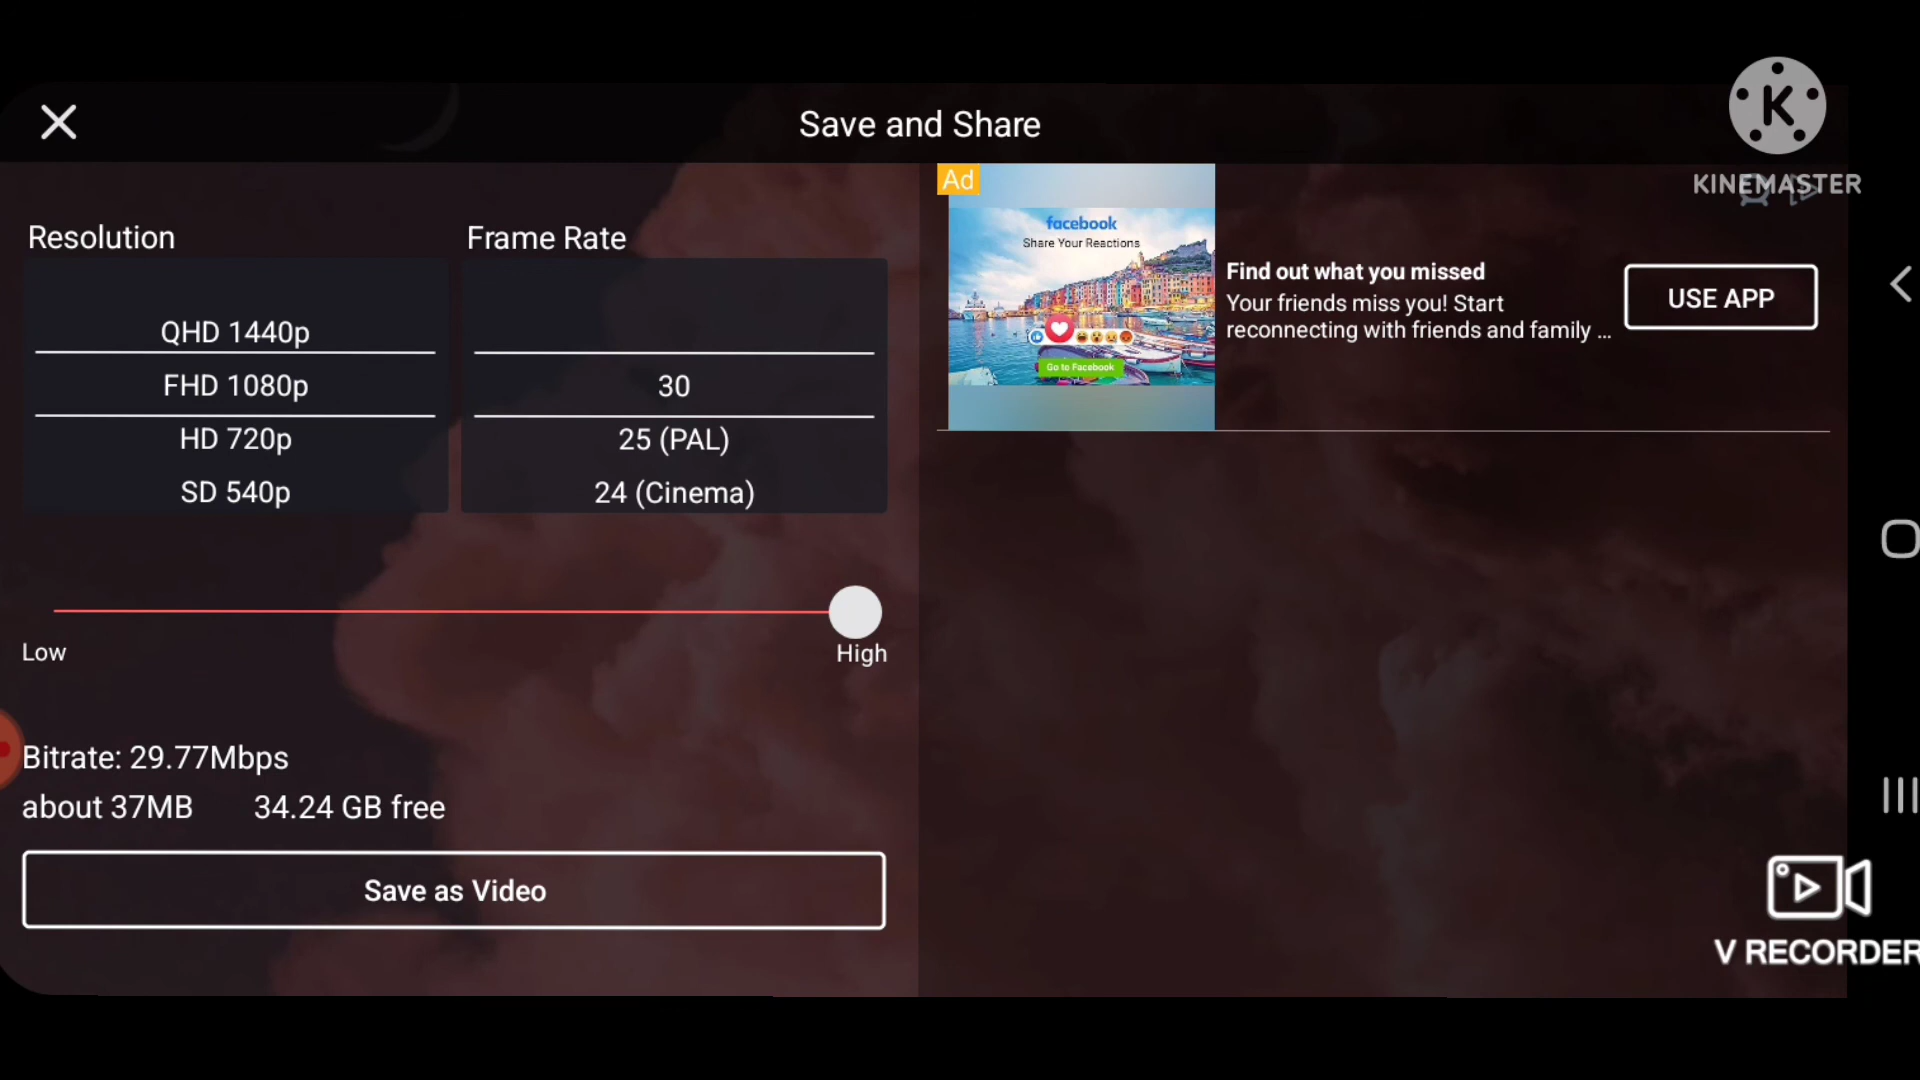 Save and Share
KINEMASTER
Resolution
QHD 1440p
FHD 1080p
HD 720p
SD 540p
Frame Rate
30
25 (PAL)
24 (Cinema)
Low
High
Bitrate: 29.77Mbps
about 37MB 34.24 GB free
Save as Video
Ad
facebook
Share Your Reactions
Go to Facebook
Find out what you missed
Your friends miss you! Start
reconnecting with friends and family ...
USE APP
V RECORDER